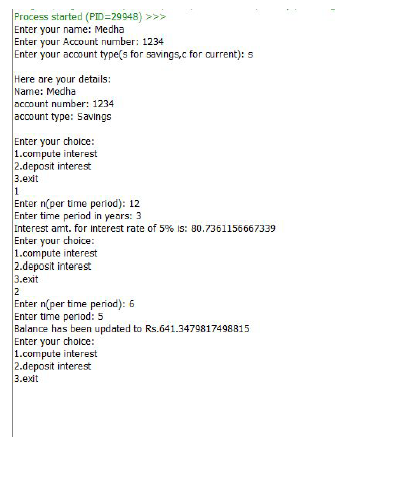 Process started (PID=29948) >>>
Enter your name: Medha
Enter your Account number: 1234
Enter your account type(s for savings,c for current): s

Here are your details:
Name: Medha
account number: 1234
account type: Savings

Enter your choice:
1.compute interest
2.deposit interest
3.exit
1
Enter n(per time period): 12
Enter time period in years: 3
Interest amt. for interest rate of 5% is: 80.7361156667339
Enter your choice:
1.compute interest
2.deposit interest
3.exit
2
Enter n(per time period): 6
Enter time period: 5
Balance has been updated to Rs.641.3479817498815
Enter your choice:
1.compute interest
2.deposit interest
3.exit